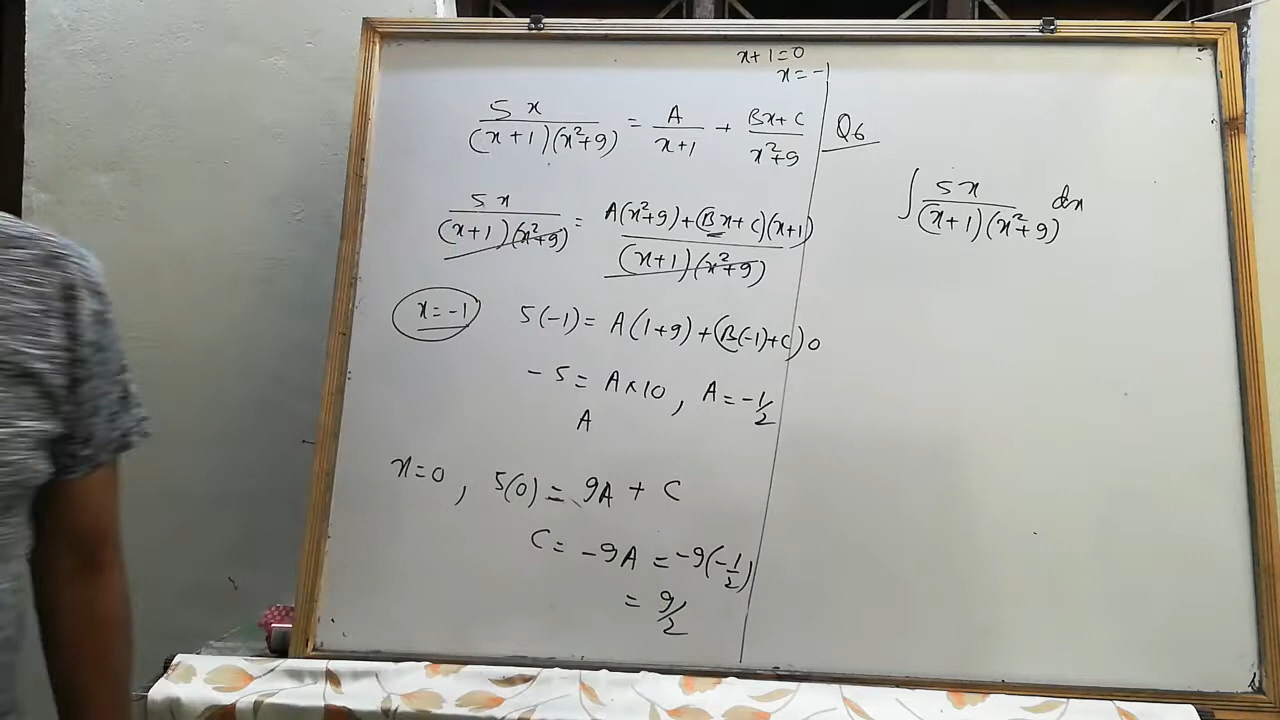 x+1=0
x=-1
5x/(x+1)(x²+9) = A/x+1 + Bx+C/x²+9
5x/(x+1)(x²+9) = A(x²+9)+(Bx+C)(x+1)/(x+1)(x²+9)
x=-1 5(-1)= A(1+9)+(B(-1)+C)0
-5= A×10, A=-1/2
A
x=0, 5(0)= 9A + C
C= -9A = -9(-1/2)
= 9/2
Q6
∫ 5x/(x+1)(x²+9) dx